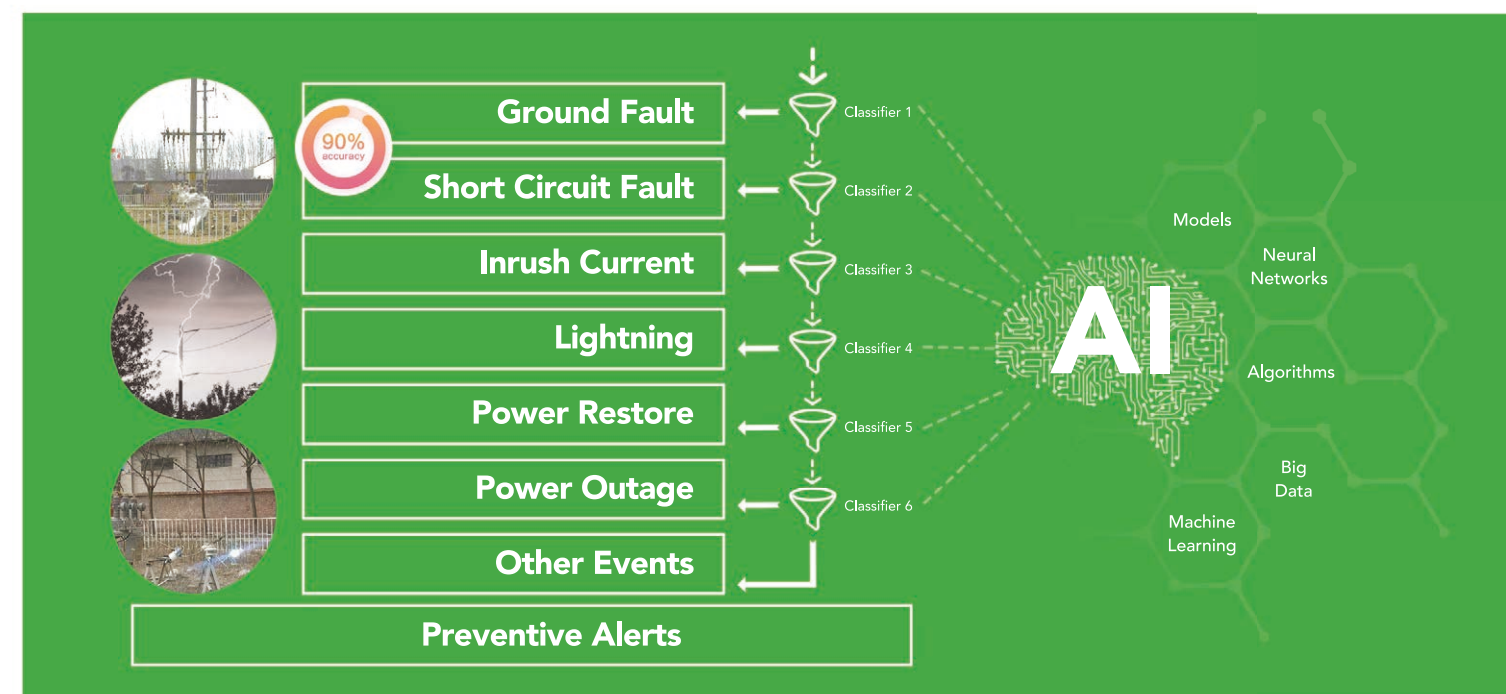 Ground Fault
90%
accuracy
Short Circuit Fault
Inrush Current
Lightning
Power Restore
Power Outage
Other Events
Preventive Alerts
Classifier 1
Classifier 2
Classifier 3
Classifier 4
Classifier 5
Classifier 6
AI
Models
Neural
Networks
Algorithms
Big
Data
Machine
Learning